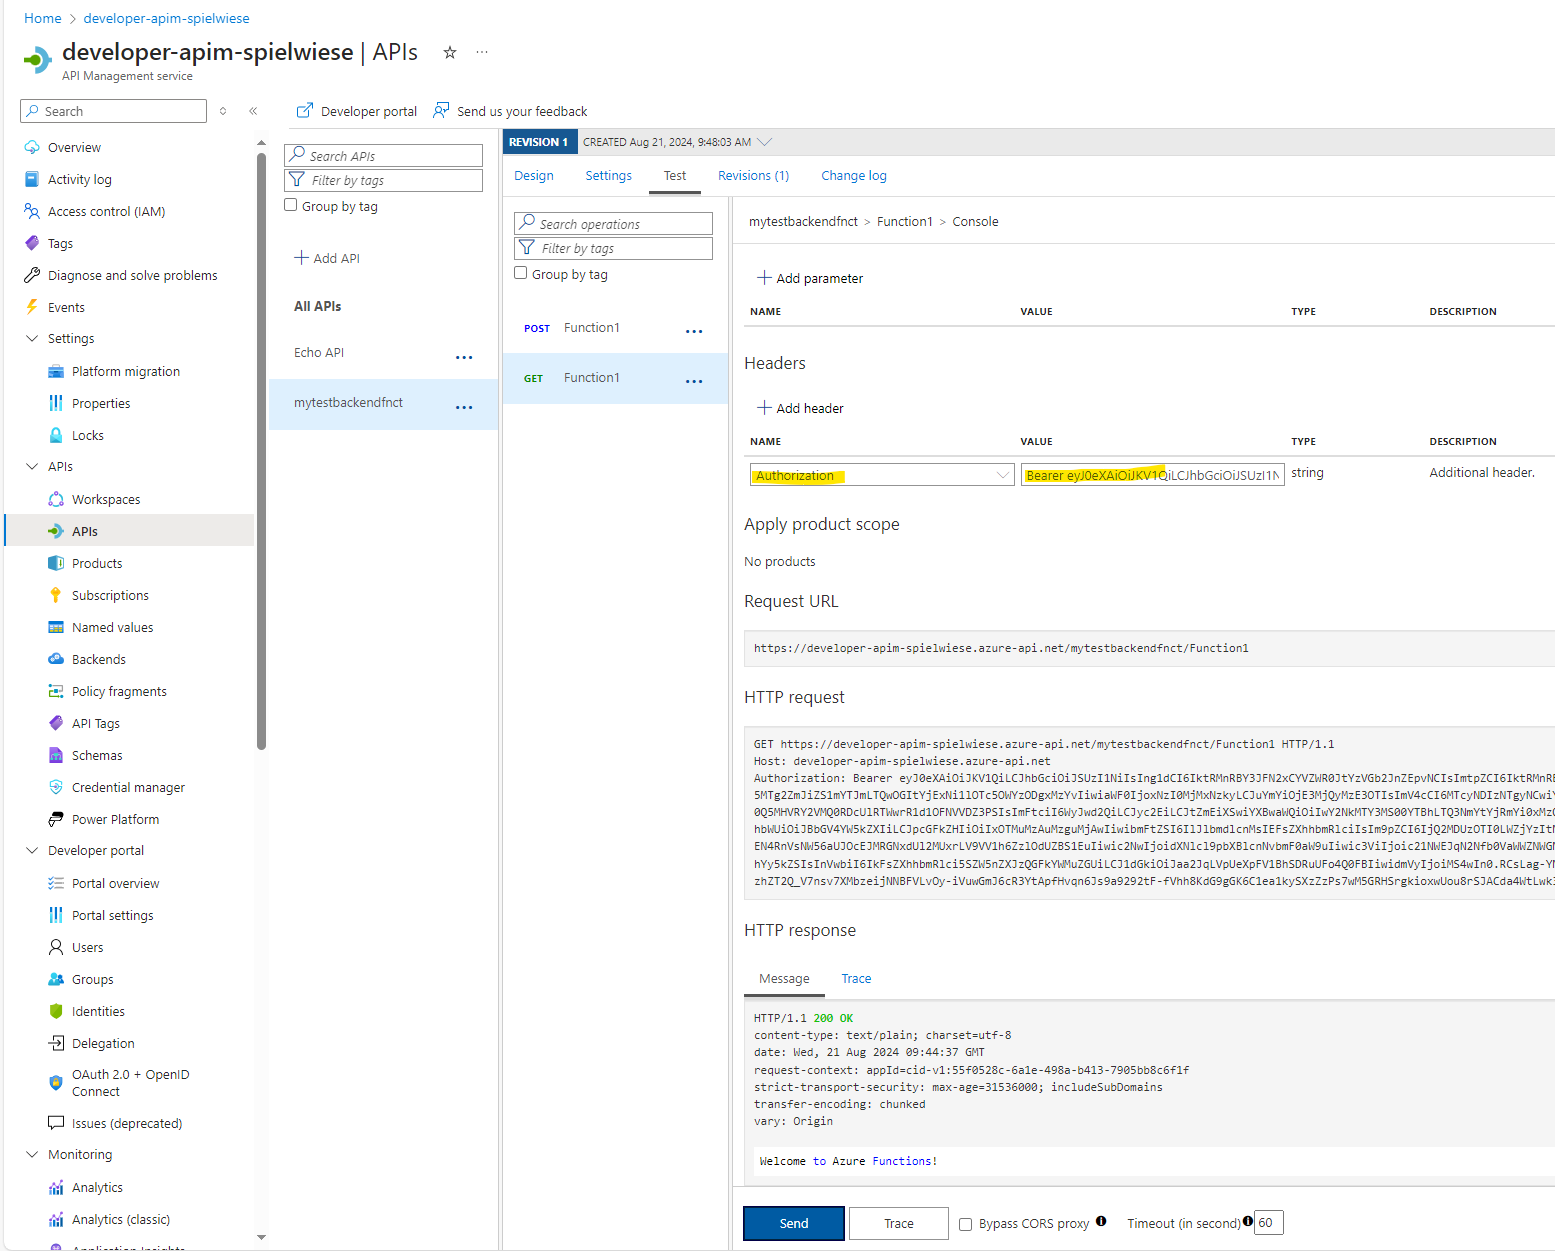 Home > developer-apim-spielwiese
developer-apim-spielwiese | APIs
API Management service
Search
Developer portal
Send us your feedback
Overview
Activity log
Access control (IAM)
Tags
Diagnose and solve problems
Events
Settings
Platform migration
Properties
Locks
APIs
Workspaces
APIs
Products
Subscriptions
Named values
Backends
Policy fragments
API Tags
Schemas
Credential manager
Power Platform
Developer portal
Portal overview
Portal settings
Users
Groups
Identities
Delegation
OAuth 2.0 + OpenID
Connect
Issues (deprecated)
Monitoring
Analytics
Analytics (classic)
Application Insights
Search APIs
Filter by tags
Group by tag
Add API
All APIs
Echo API
mytestbackendfnct
REVISION 1 CREATED Aug 21, 2024, 9:48:03 AM
Design Settings Test Revisions (1) Change log
Search operations
Filter by tags
Group by tag
POST Function1
GET Function1
mytestbackendfnct > Function1 > Console
Add parameter
NAME VALUE TYPE DESCRIPTION
Headers
Add header
NAME VALUE TYPE DESCRIPTION
Authorization Bearer eyJ0eXAiOiJKV1QiLCJhbGciOiJSUzI1N string Additional header.
Apply product scope
No products
Request URL
https://developer-apim-spielwiese.azure-api.net/mytestbackendfnct/Function1
HTTP request
GET https://developer-apim-spielwiese.azure-api.net/mytestbackendfnct/Function1 HTTP/1.1
Host: developer-apim-spielwiese.azure-api.net
Authorization: Bearer
HTTP response
Message Trace
HTTP/1.1 200 OK
content-type: text/plain; charset=utf-8
date: Wed, 21 Aug 2024 09:44:37 GMT
request-context: appId=cid-v1:55f0528c-6a1e-498a-b413-7905bb8c6f1f
strict-transport-security: max-age=31536000; includeSubDomains
transfer-encoding: chunked
vary: Origin
Welcome to Azure Functions!
Send Trace Bypass CORS proxy Timeout (in second) 60